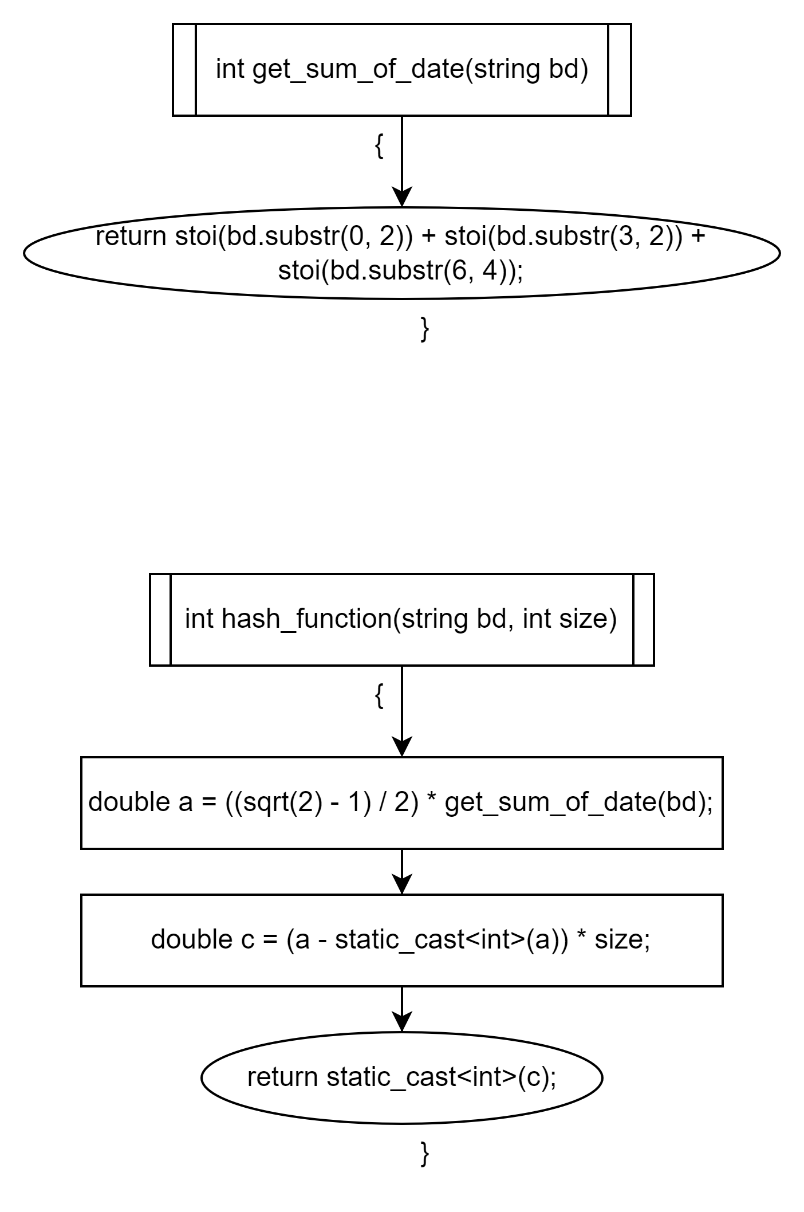 int get_sum_of_date(string bd)
{
return stoi(bd.substr(0, 2)) + stoi(bd.substr(3, 2)) +
stoi(bd.substr(6, 4));
}
int hash_function(string bd, int size)
{
double a = ((sqrt(2) - 1) / 2) * get_sum_of_date(bd);
double c = (a - static_cast<int>(a)) * size;
return static_cast<int>(c);
}